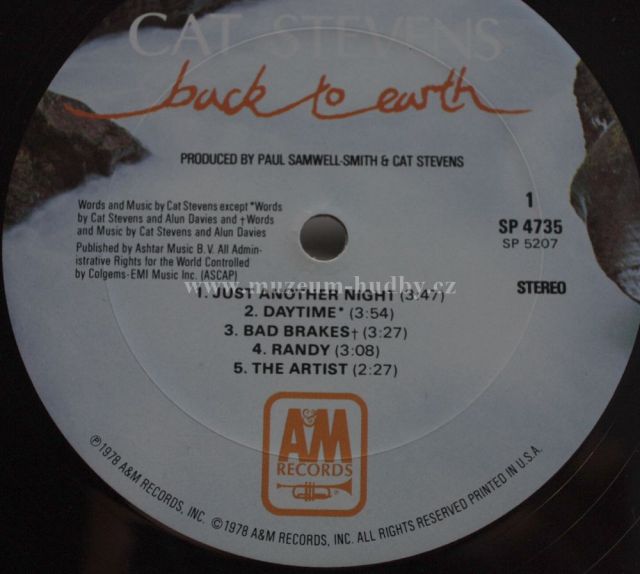 CAT STEVENS
back to earth
PRODUCED BY PAUL SAMWELL-SMITH & CAT STEVENS
Words and Music by Cat Stevens except *Words
by Cat Stevens and Alun Davies and †Words
and Music by Cat Stevens and Alun Davies
Published by Ashtar Music B.V. All Admin-
istrative Rights for the World Controlled
by Colgems-EMI Music Inc. (ASCAP)
1
SP 4735
SP 5207
STEREO
www.muzeum-hudby.cz
1. JUST ANOTHER NIGHT (3:47)
2. DAYTIME* (3:54)
3. BAD BRAKES† (3:27)
4. RANDY (3:08)
5. THE ARTIST (2:27)
A&M
RECORDS
®
℗1978 A&M RECORDS, INC. ©1978 A&M RECORDS, INC. ALL RIGHTS RESERVED PRINTED IN U.S.A.